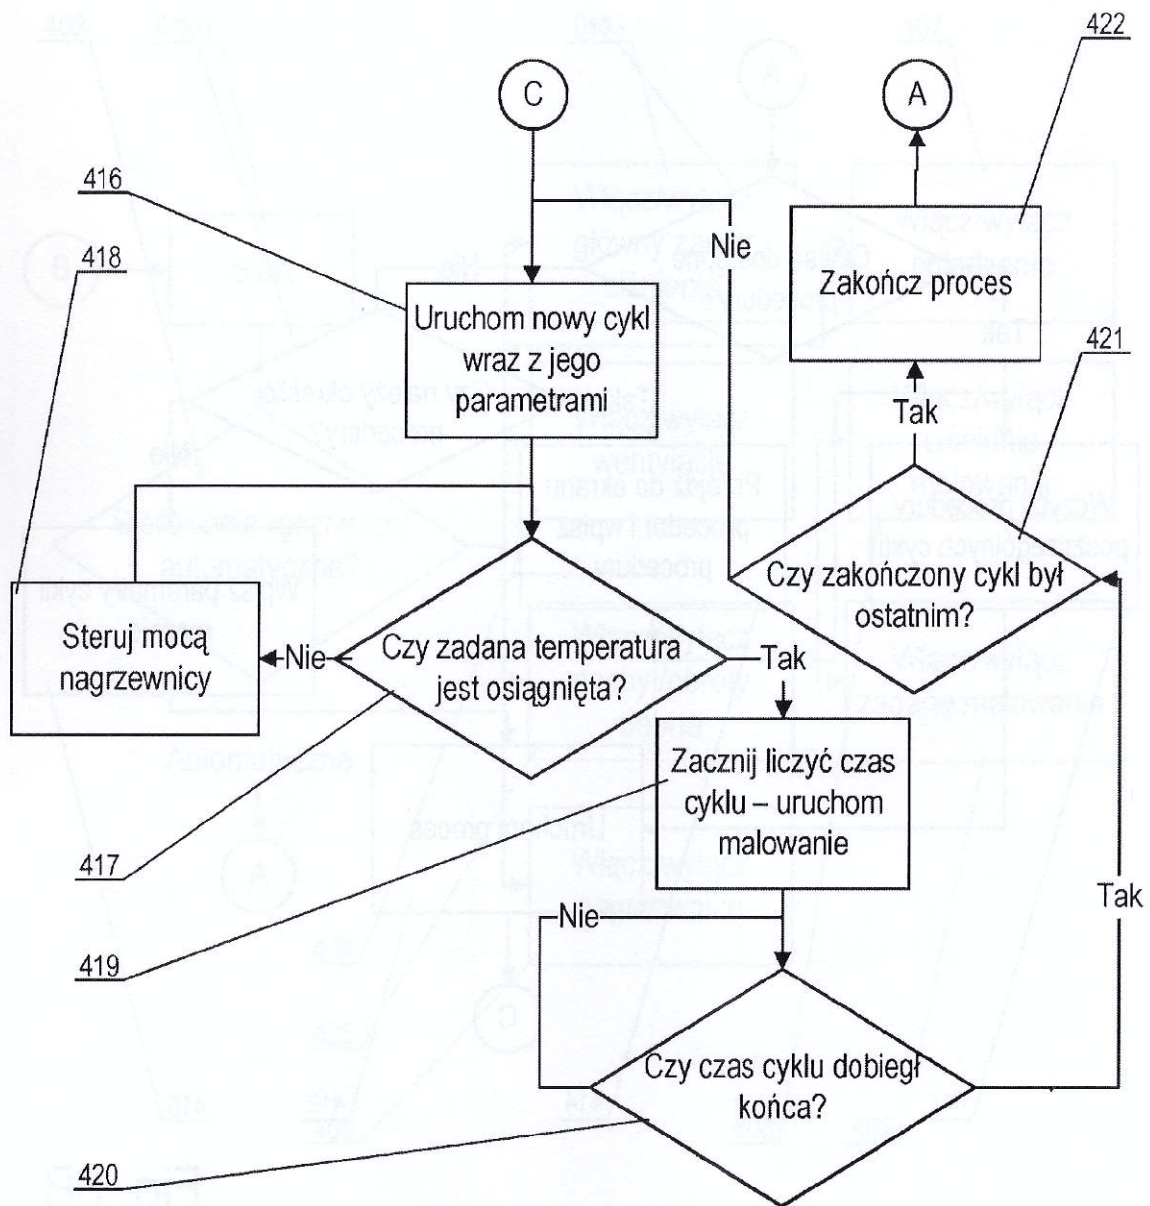 422
C
A
416
Nie
418
Zakończ proces
Uruchom nowy cykl
wraz z jego
parametrami
421
Tak
Czy zakończony cykl był
ostatnim?
Steruj mocą
nagrzewnicy
Nie
Czy zadana temperatura
jest osiągnięta?
Tak
Zacznij liczyć czas
cyklu – uruchom
malowanie
417
Nie
Tak
419
Czy czas cyklu dobiegł
końca?
420